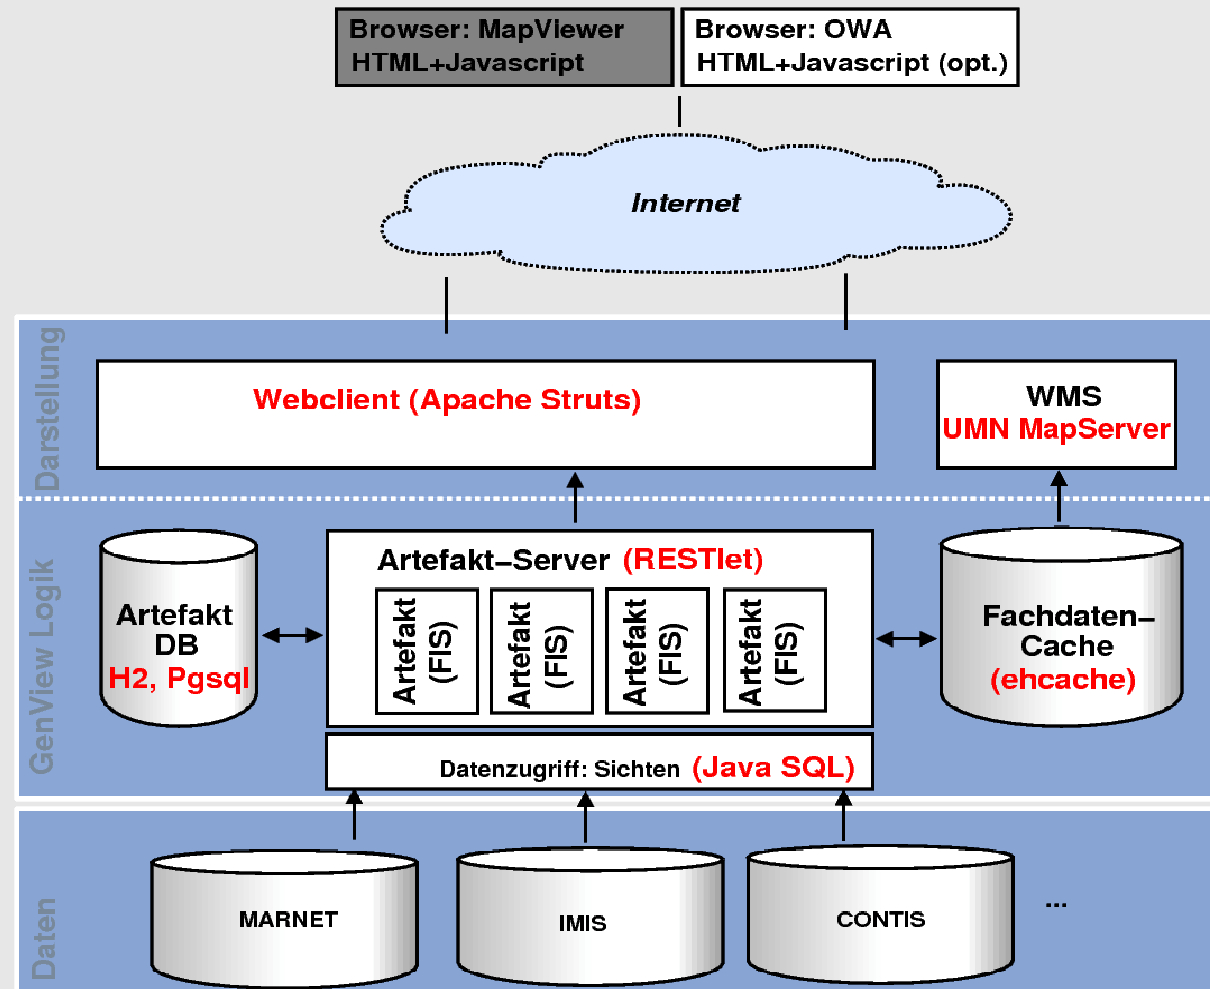 Browser: MapViewer
HTML+Javascript
Browser: OWA
HTML+Javascript (opt.)
Internet
Darstellung
Webclient (Apache Struts)
WMS
UMN MapServer
GenView Logik
Artefakt
DB
H2, Pgsql
Artefakt–Server (RESTlet)
Artefakt
(FIS)
Artefakt
(FIS)
Artefakt
(FIS)
Artefakt
(FIS)
Fachdaten–
Cache
(ehcache)
Datenzugriff: Sichten (Java SQL)
Daten
MARNET
IMIS
CONTIS
...